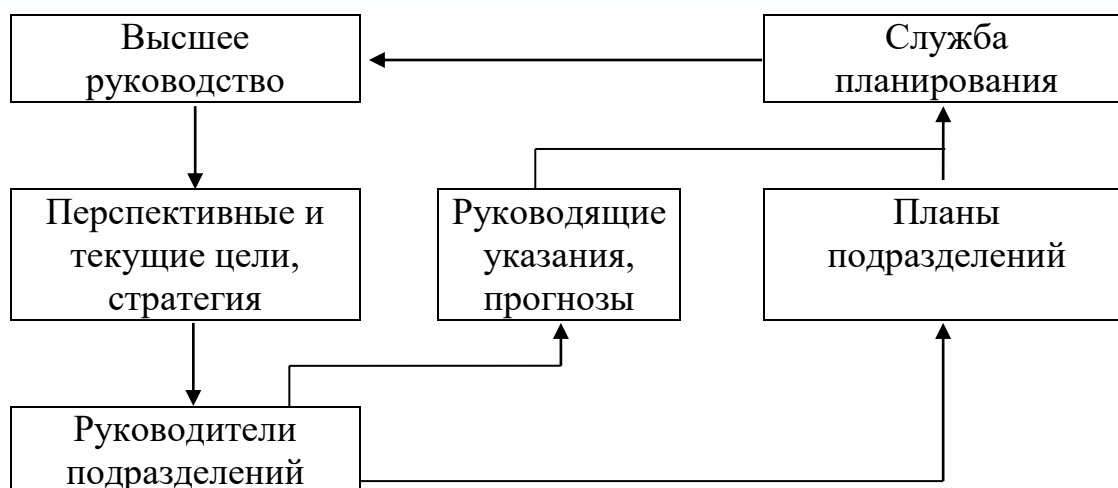 Высшее
руководство
Служба
планирования
Перспективные и
текущие цели,
стратегия
Руководящие
указания,
прогнозы
Планы
подразделений
Руководители
подразделений